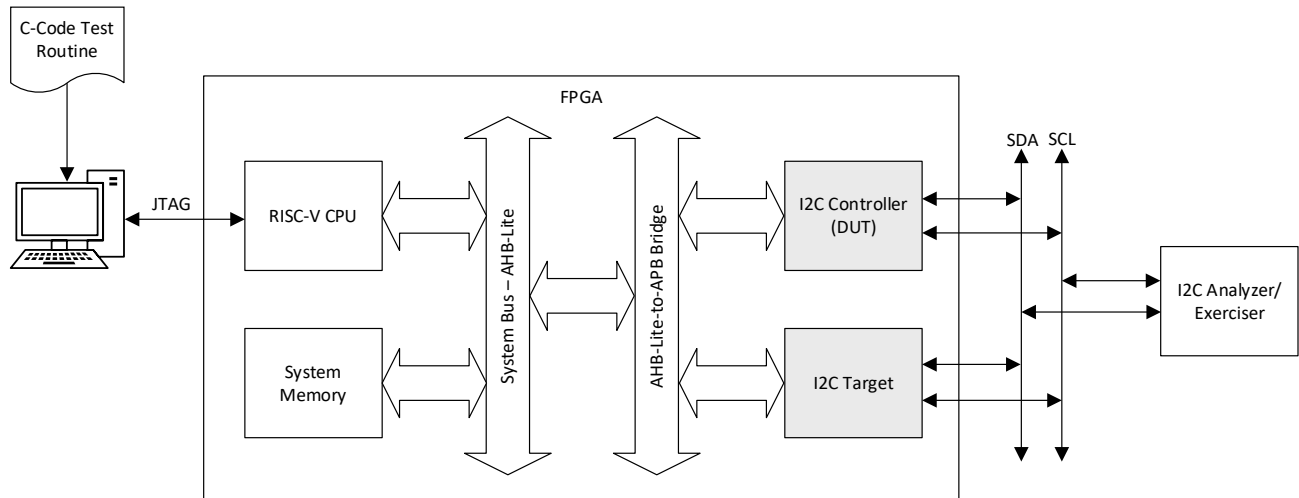 C-Code Test
Routine
FPGA
SDA
SCL
JTAG
RISC-V CPU
System Bus – AHB-Lite
AHB-Lite-to-APB Bridge
I2C Controller
(DUT)
I2C Analyzer/
Exerciser
System
Memory
I2C Target